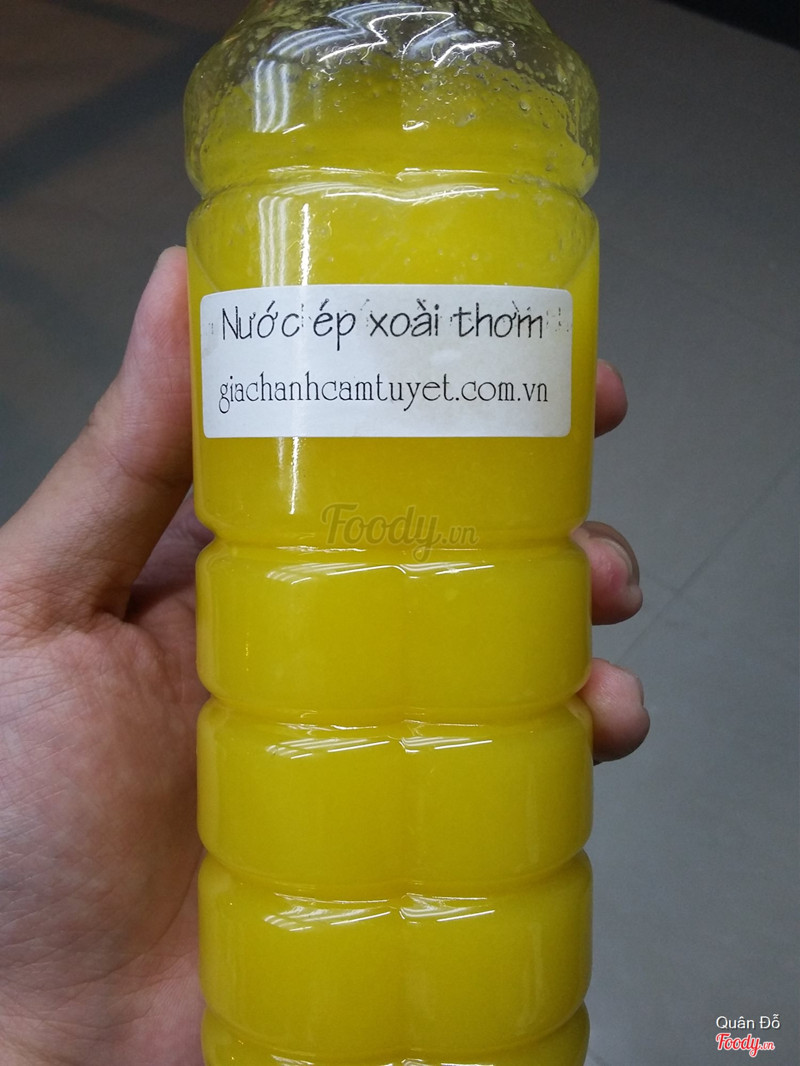 Nước ép xoài thơm
giachanhcamtuyet.com.vn
Foody.vn
Quân Đỗ
Foody.vn